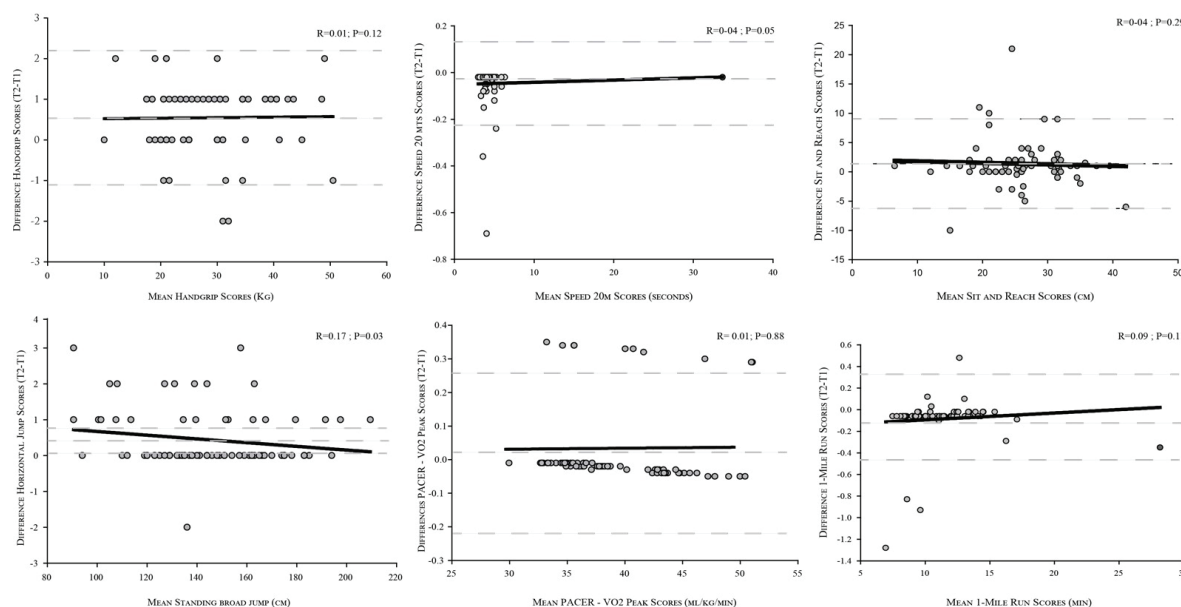 R=0.01; P=0.12
DIFFERENCE HANDGRIP SCORES (T2-T1)
3
2
1
0
-1
-2
-3
0 10 20 30 40 50 60
MEAN HANDGRIP SCORES (KG)
R=0-04 ; P=0.05
DIFFERENCE SPEED 20 MTS SCORES (T2-T1)
0.2
0.0
-0.2
-0.4
-0.6
-0.8
0 10 20 30 40
MEAN SPEED 20M SCORES (SECONDS)
R=0-04 ; P=0.29
DIFFERENCE SIT AND REACH SCORES (T2-T1)
25
20
15
10
5
0
-5
-10
-15
0 10 20 30 40 50
MEAN SIT AND REACH SCORES (CM)
R=0.17 ; P=0.03
DIFFERENCE HORIZONTAL JUMP SCORES (T2-T1)
4
3
2
1
0
-1
-2
-3
80 100 120 140 160 180 200 220
MEAN STANDING BROAD JUMP (CM)
R= 0.01; P=0.88
DIFFERENCES PACER - VO2 PEAK SCORES (T2-T1)
0.4
0.3
0.2
0.1
0.0
-0.1
-0.2
-0.3
25 30 35 40 45 50 55
MEAN PACER - VO2 PEAK SCORES (ML/KG/MIN)
R=0.09 ; P=0.1
DIFFERENCE 1-MILE RUN SCORES (T2-T1)
0.6
0.4
0.2
-0.0
-0.2
-0.4
-0.6
-0.8
-1.0
-1.2
-1.4
5 10 15 20 25
MEAN 1-MILE RUN SCORES (MIN)